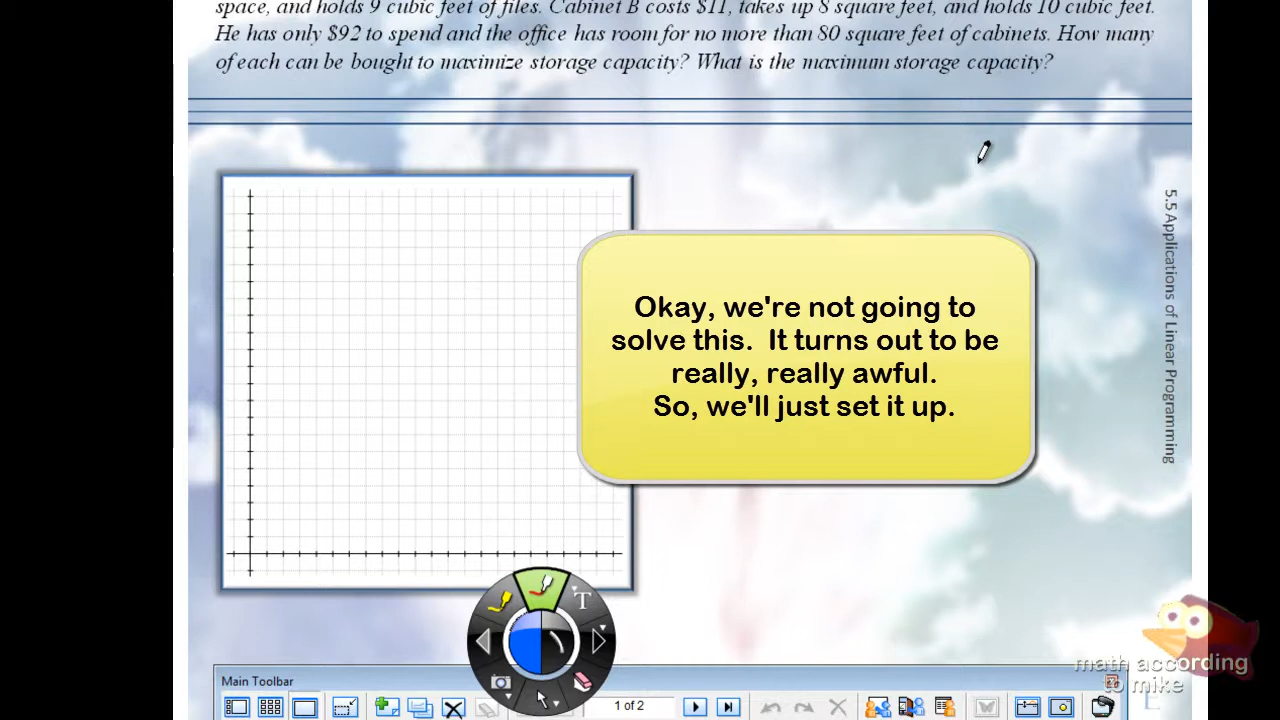 space, and holds 9 cubic feet of files. Cabinet B costs $11, takes up 8 square feet, and holds 10 cubic feet.
He has only $92 to spend and the office has room for no more than 80 square feet of cabinets. How many
of each can be bought to maximize storage capacity? What is the maximum storage capacity?
5.5 Applications of Linear Programming
Okay, we're not going to
solve this. It turns out to be
really, really awful.
So, we'll just set it up.
T
math according
to mike
Main Toolbar
1 of 2